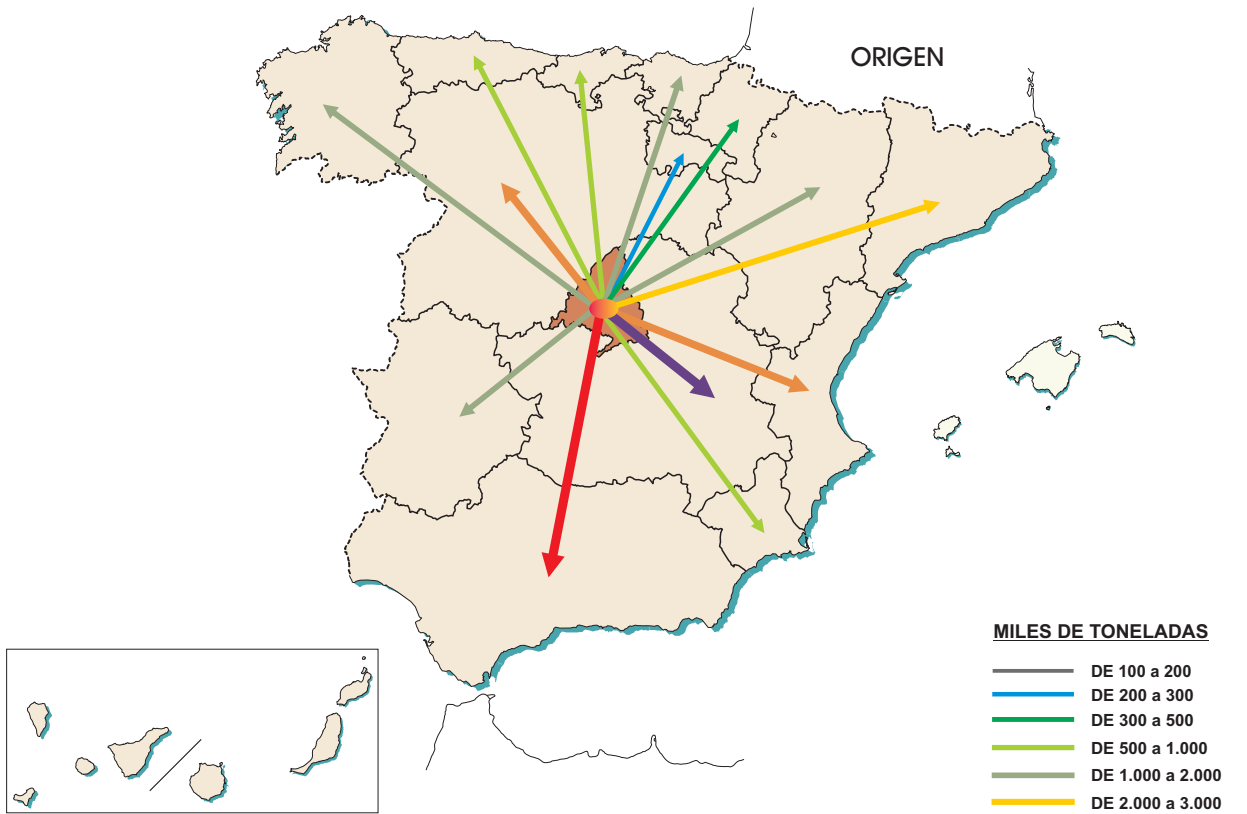 ORIGEN
MILES DE TONELADAS
DE 100 a 200
DE 200 a 300
DE 300 a 500
DE 500 a 1.000
DE 1.000 a 2.000
DE 2.000 a 3.000